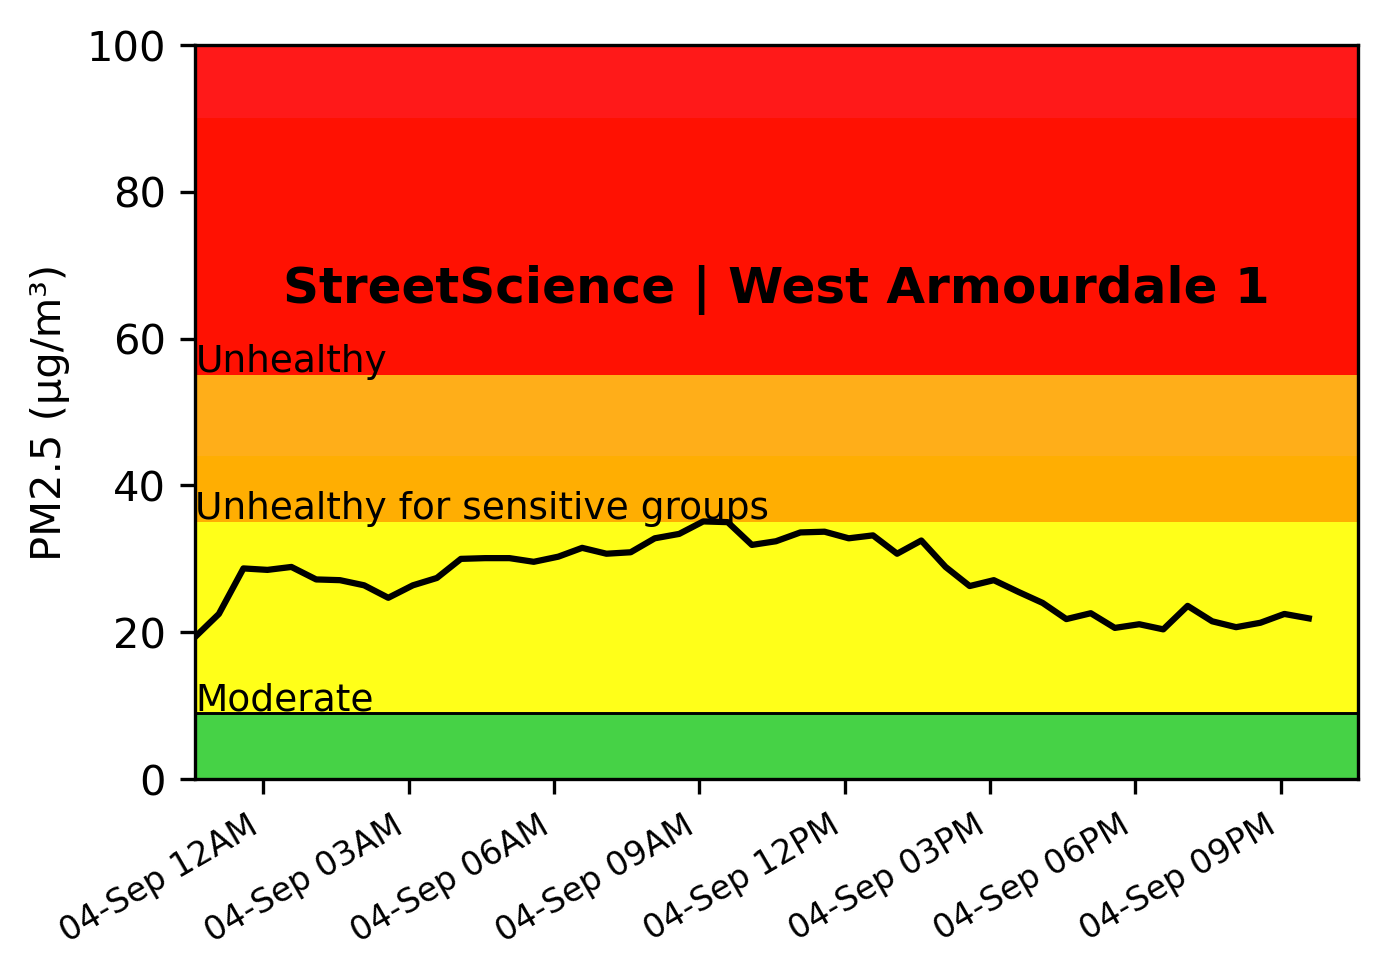 100
80
60
40
20
0
PM2.5 (µg/m³)
StreetScience | West Armourdale 1
Unhealthy
Unhealthy for sensitive groups
Moderate
04-Sep 12AM
04-Sep 03AM
04-Sep 06AM
04-Sep 09AM
04-Sep 12PM
04-Sep 03PM
04-Sep 06PM
04-Sep 09PM